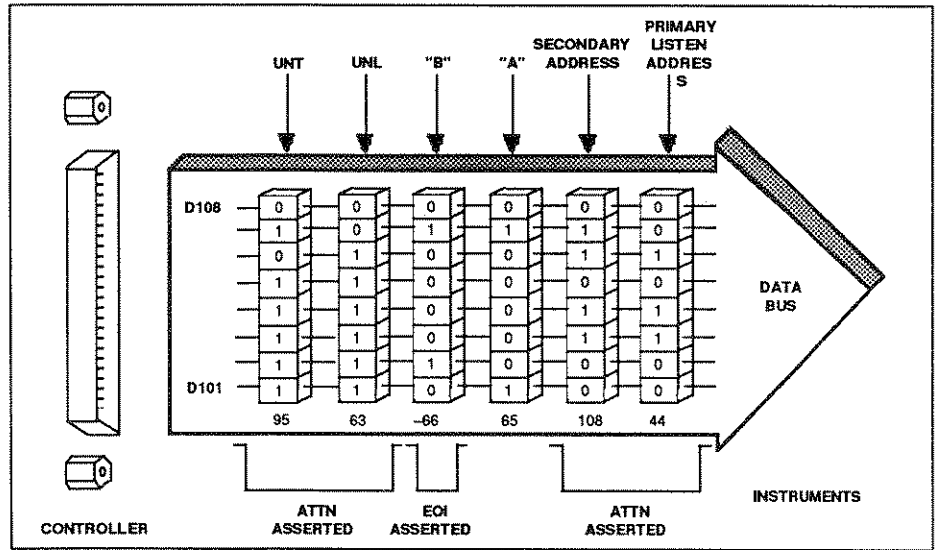 UNT UNL "B" "A" SECONDARY ADDRESS PRIMARY LISTEN ADDRES S
D108 0 0 0 0 0 0
1 0 1 1 1 0
0 1 0 0 1 1
1 1 0 0 0 0
1 1 0 0 1 1
1 1 0 0 1 1
1 1 1 0 0 0
D101 1 1 0 1 0 0
95 63 –66 65 108 44
DATA BUS
ATTN ASSERTED
EOI ASSERTED
ATTN ASSERTED
CONTROLLER
INSTRUMENTS